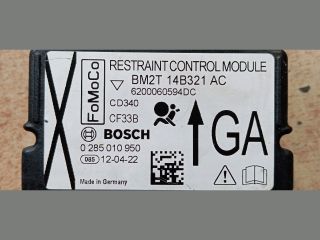 FoMoCo
RESTRAINT CONTROL MODULE
BM2T 14B321 AC
6200060594DC
CD340
CF33B
BOSCH
GA
0 285 010 950
085 12-04-22
Made in Germany